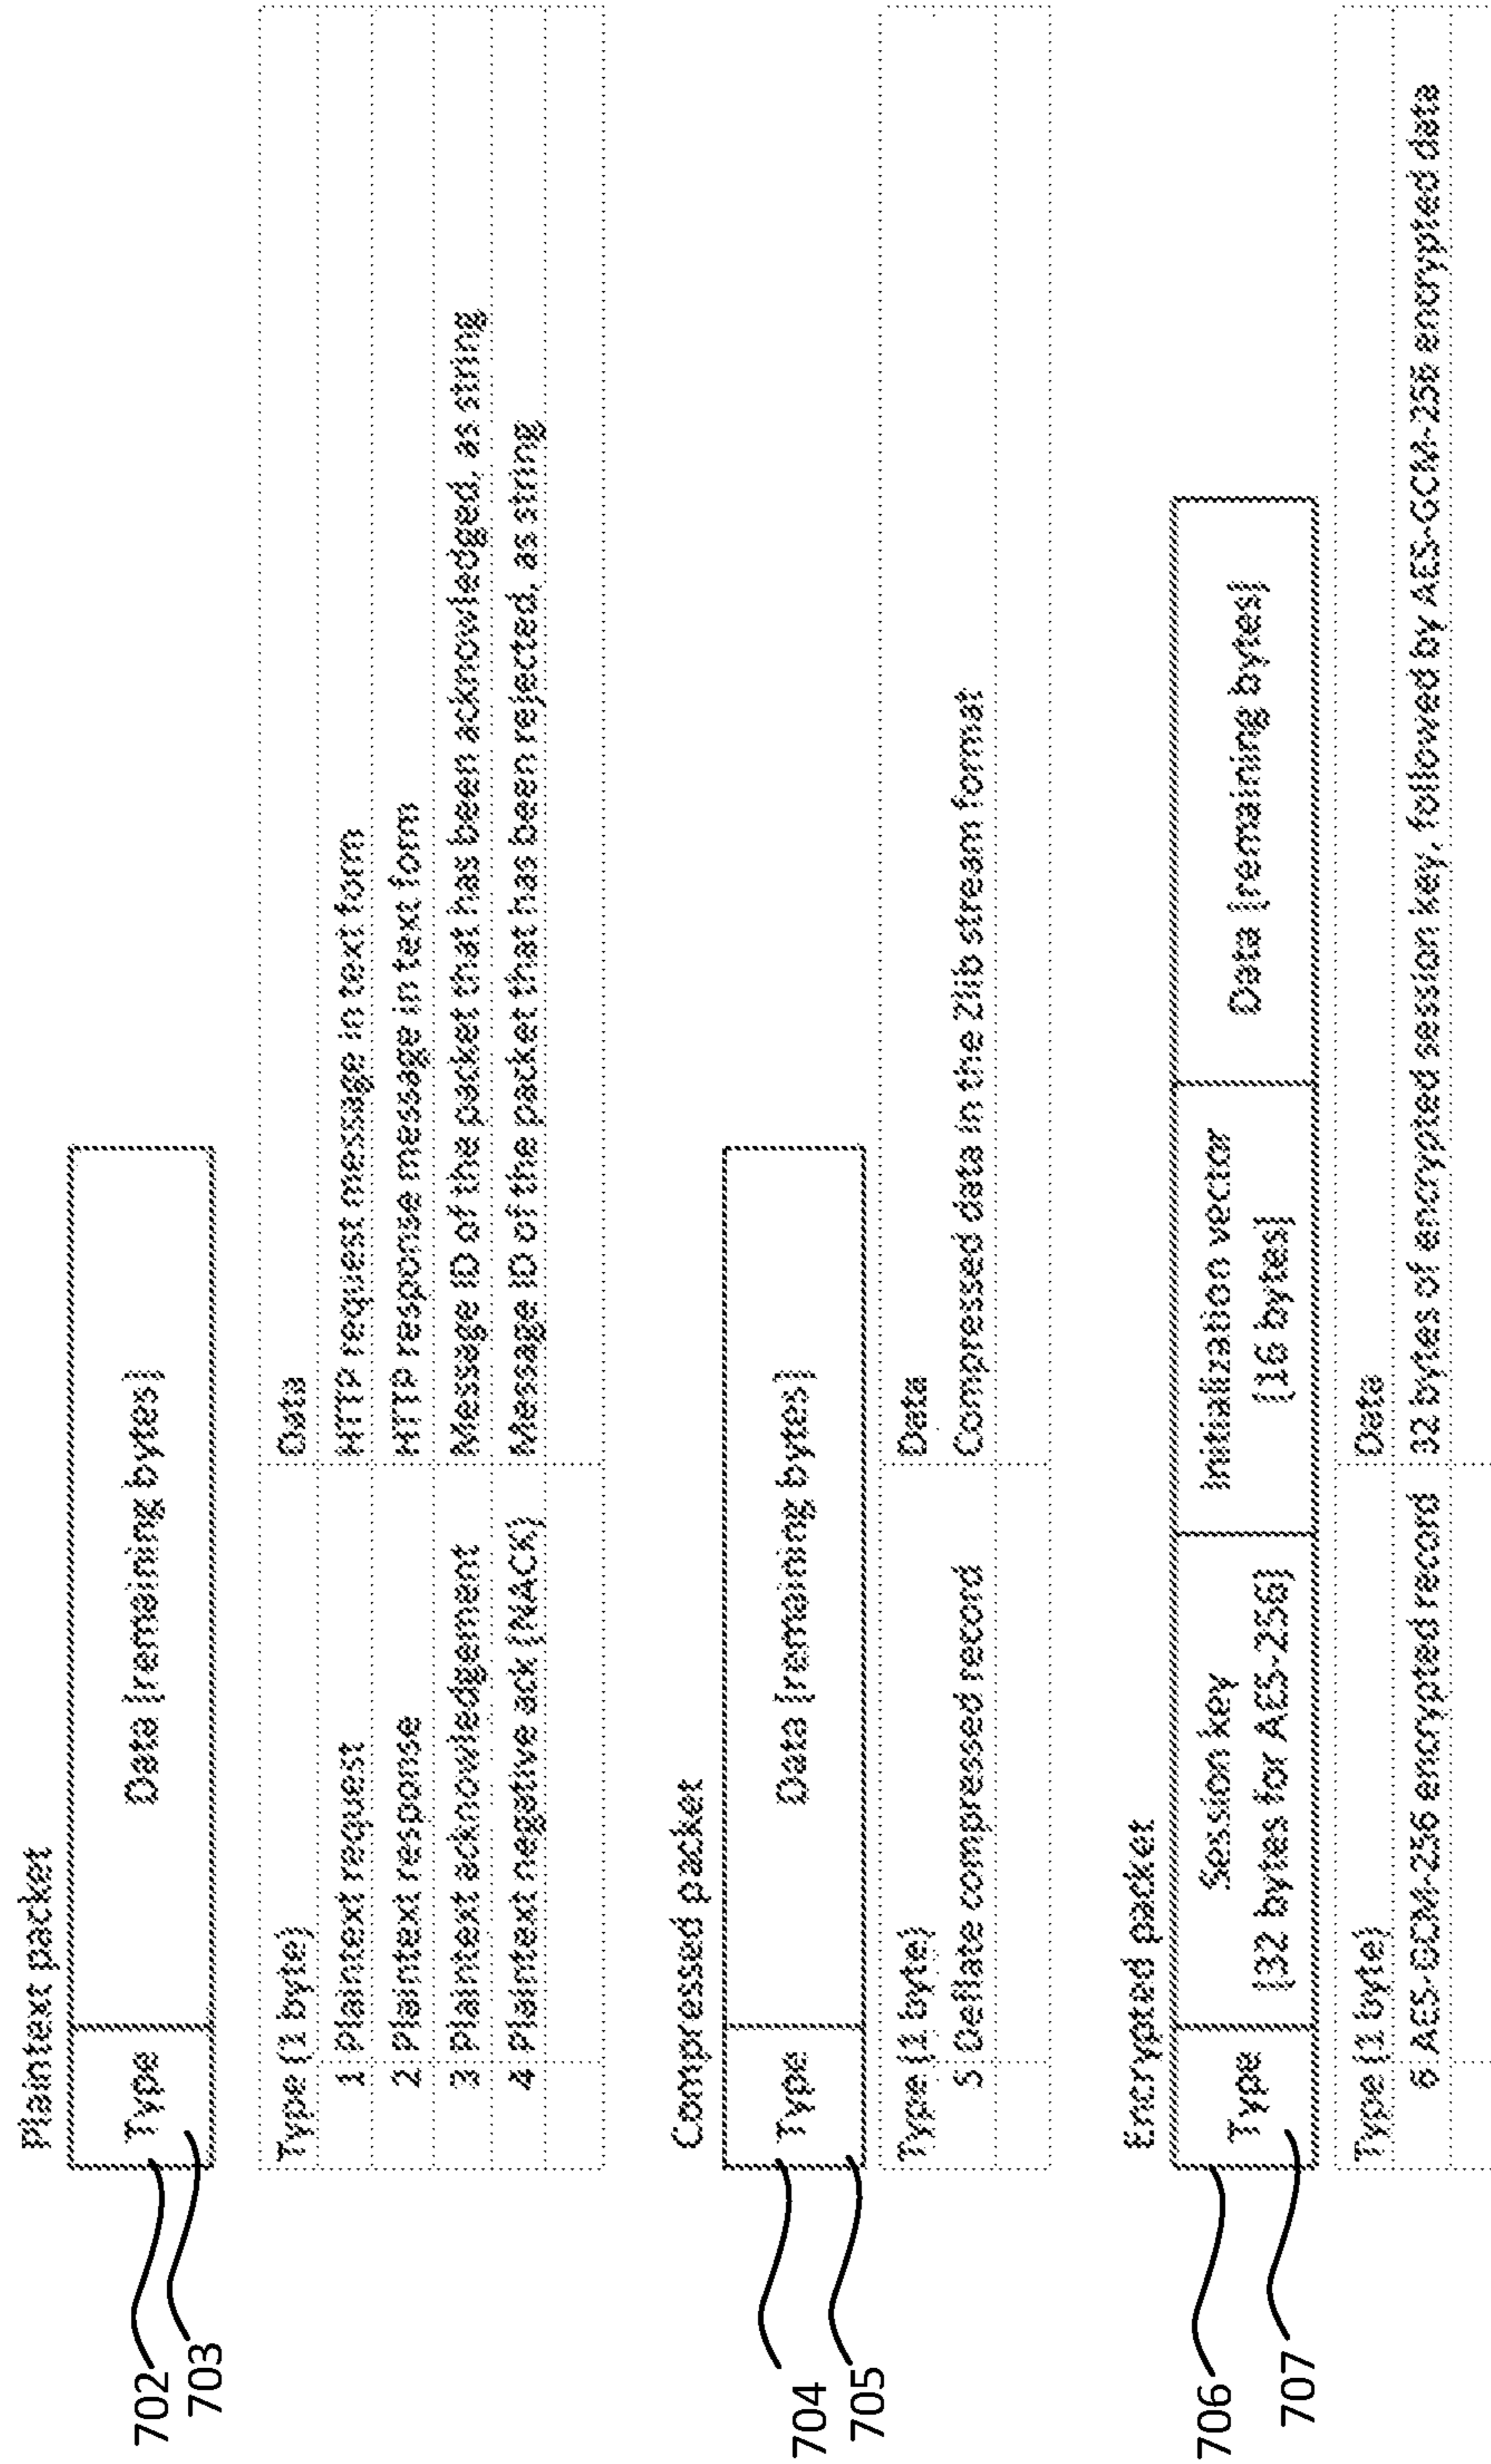 Plaintext packet
Type Data [remaining bytes]
702
703
Type (1 byte) Data
1 Plaintext request HTTP request message in text form
2 Plaintext response HTTP response message in text form
3 Plaintext acknowledgement Message ID of the packet that has been acknowledged, as string
4 Plaintext negative ack (NACK) Message ID of the packet that has been rejected, as string
Compressed packet
Type Data [remaining bytes]
704
705
Type (1 byte) Data
5 Deflate compressed record Compressed data in the Zlib stream format
Encrypted packet
Type Session key Initialization vector Data [remaining bytes]
[32 bytes for AES-256] [16 bytes]
706
707
Type (1 byte) Data
6 AES-GCM-256 encrypted record 32 bytes of encrypted session key, followed by AES-GCM-256 encrypted data